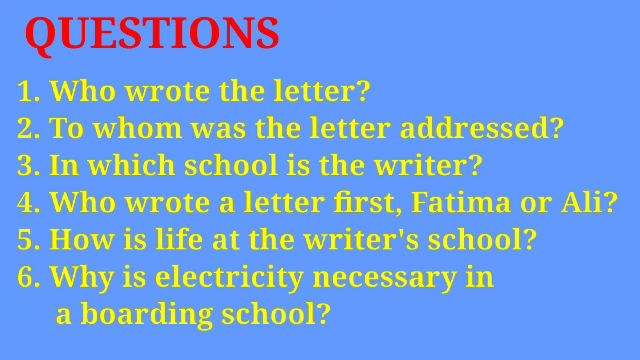 QUESTIONS
1. Who wrote the letter?
2. To whom was the letter addressed?
3. In which school is the writer?
4. Who wrote a letter first, Fatima or Ali?
5. How is life at the writer's school?
6. Why is electricity necessary in
a boarding school?